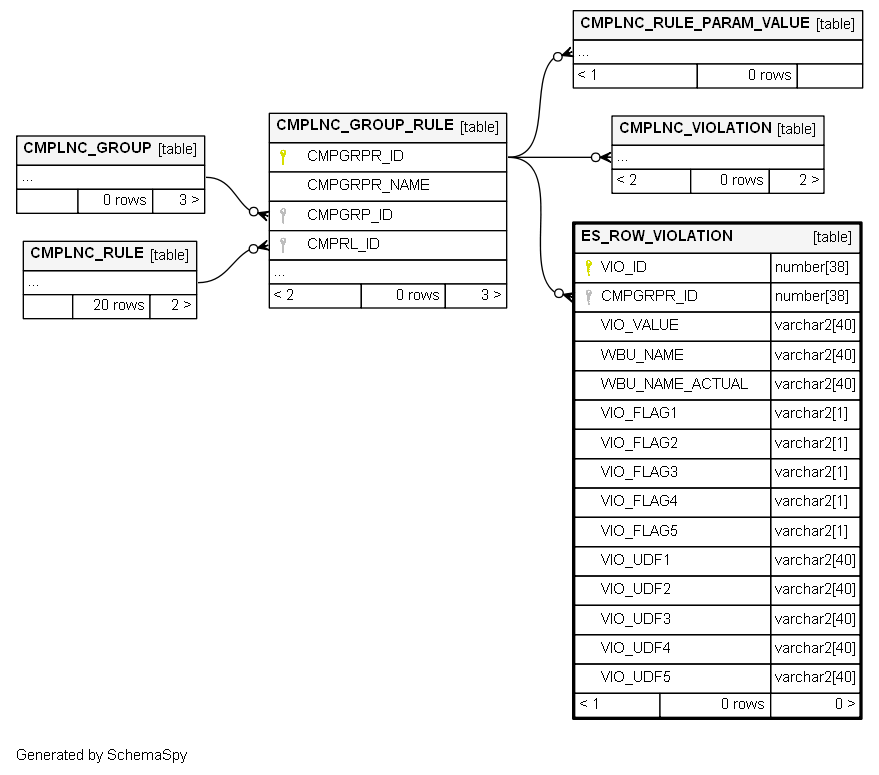 CMPLNC_RULE_PARAM_VALUE [table]
...
< 1 0 rows
CMPLNC_GROUP_RULE [table]
CMPGRPR_ID
CMPGRPR_NAME
CMPGRP_ID
CMPRL_ID
...
< 2 0 rows 3 >
CMPLNC_VIOLATION [table]
...
< 2 0 rows 2 >
CMPLNC_GROUP [table]
...
0 rows 3 >
CMPLNC_RULE [table]
...
20 rows 2 >
ES_ROW_VIOLATION [table]
VIO_ID number[38]
CMPGRPR_ID number[38]
VIO_VALUE varchar2[40]
WBU_NAME varchar2[40]
WBU_NAME_ACTUAL varchar2[40]
VIO_FLAG1 varchar2[1]
VIO_FLAG2 varchar2[1]
VIO_FLAG3 varchar2[1]
VIO_FLAG4 varchar2[1]
VIO_FLAG5 varchar2[1]
VIO_UDF1 varchar2[40]
VIO_UDF2 varchar2[40]
VIO_UDF3 varchar2[40]
VIO_UDF4 varchar2[40]
VIO_UDF5 varchar2[40]
< 1 0 rows 0 >
Generated by SchemaSpy